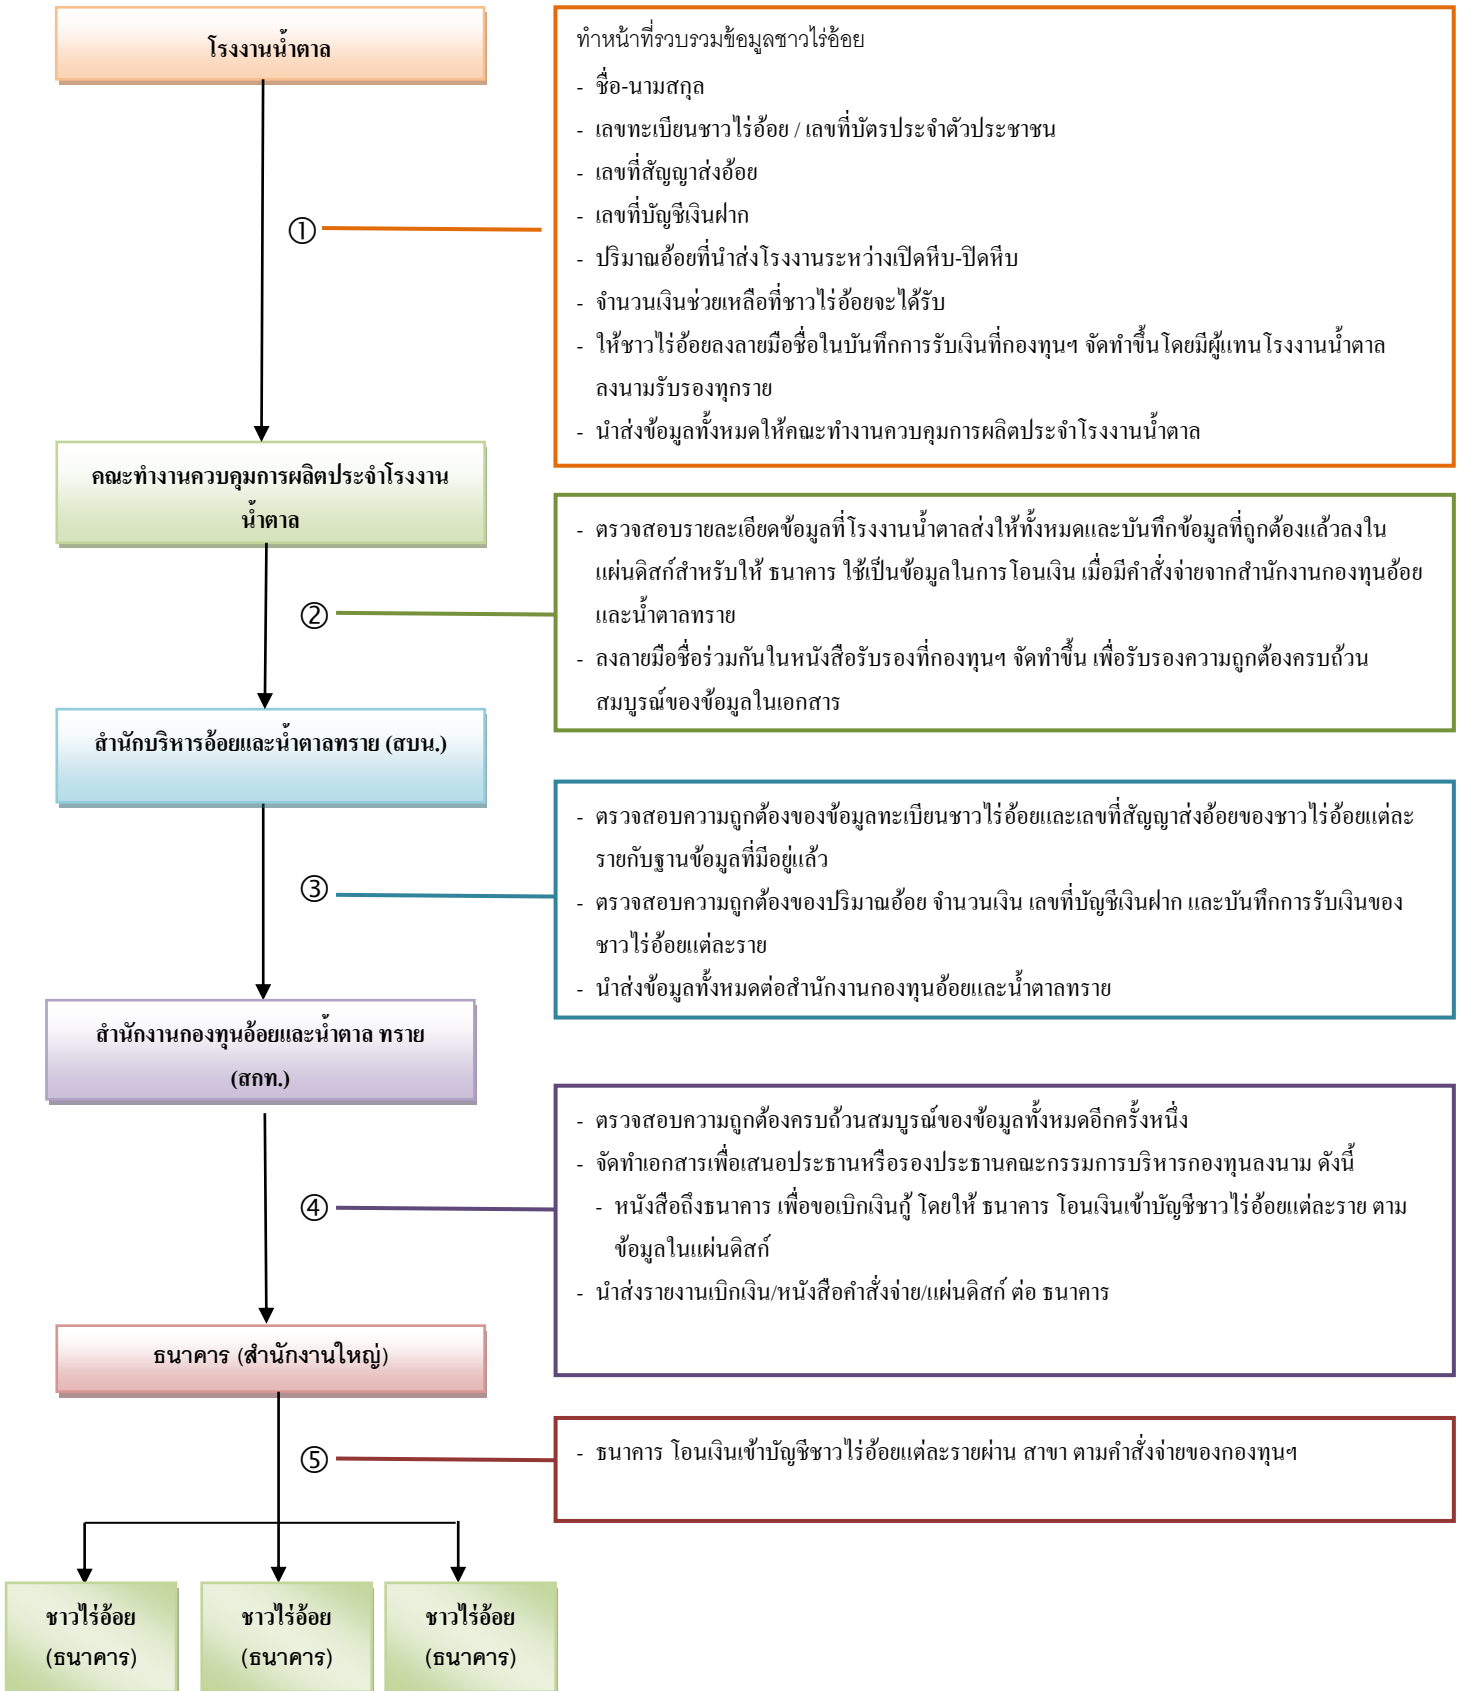 โรงงานน้ำตาล
ทำหน้าที่รวบรวมข้อมูลชาวไร่อ้อย
- ชื่อ-นามสกุล
- เลขทะเบียนชาวไร่อ้อย / เลขที่บัตรประจำตัวประชาชน
- เลขที่สัญญาส่งอ้อย
- เลขที่บัญชีเงินฝาก
- ปริมาณอ้อยที่นำส่งโรงงานระหว่างเปิดหีบ-ปิดหีบ
- จำนวนเงินช่วยเหลือที่ชาวไร่อ้อยจะได้รับ
- ให้ชาวไร่อ้อยลงลายมือชื่อในบันทึกการรับเงินที่กองทุนฯ จัดทำขึ้นโดยมีผู้แทนโรงงานน้ำตาล
ลงนามรับรองทุกราย
- นำส่งข้อมูลทั้งหมดให้คณะทำงานควบคุมการผลิตประจำโรงงานน้ำตาล
①
คณะทำงานควบคุมการผลิตประจำโรงงาน
น้ำตาล
- ตรวจสอบรายละเอียดข้อมูลที่โรงงานน้ำตาลส่งให้ทั้งหมดและบันทึกข้อมูลที่ถูกต้องแล้วลงใน
แผ่นดิสก์สำหรับให้ ธนาคาร ใช้เป็นข้อมูลในการโอนเงิน เมื่อมีคำสั่งจ่ายจากสำนักงานกองทุนอ้อย
และน้ำตาลทราย
- ลงลายมือชื่อร่วมกันในหนังสือรับรองที่กองทุนฯ จัดทำขึ้น เพื่อรับรองความถูกต้องครบถ้วน
สมบูรณ์ของข้อมูลในเอกสาร
②
สำนักบริหารอ้อยและน้ำตาลทราย (สบน.)
- ตรวจสอบความถูกต้องของข้อมูลทะเบียนชาวไร่อ้อยและเลขที่สัญญาส่งอ้อยของชาวไร่อ้อยแต่ละ
รายกับฐานข้อมูลที่มีอยู่แล้ว
- ตรวจสอบความถูกต้องของปริมาณอ้อย จำนวนเงิน เลขที่บัญชีเงินฝาก และบันทึกการรับเงินของ
ชาวไร่อ้อยแต่ละราย
- นำส่งข้อมูลทั้งหมดต่อสำนักงานกองทุนอ้อยและน้ำตาลทราย
③
สำนักงานกองทุนอ้อยและน้ำตาล ทราย
(สกท.)
- ตรวจสอบความถูกต้องครบถ้วนสมบูรณ์ของข้อมูลทั้งหมดอีกครั้งหนึ่ง
- จัดทำเอกสารเพื่อเสนอประธานหรือรองประธานคณะกรรมการบริหารกองทุนลงนาม ดังนี้
- หนังสือถึงธนาคาร เพื่อขอเบิกเงินกู้ โดยให้ ธนาคาร โอนเงินเข้าบัญชีชาวไร่อ้อยแต่ละราย ตาม
ข้อมูลในแผ่นดิสก์
- นำส่งรายงานเบิกเงิน/หนังสือคำสั่งจ่าย/แผ่นดิสก์ ต่อ ธนาคาร
④
ธนาคาร (สำนักงานใหญ่)
- ธนาคาร โอนเงินเข้าบัญชีชาวไร่อ้อยแต่ละรายผ่าน สาขา ตามคำสั่งจ่ายของกองทุนฯ
⑤
ชาวไร่อ้อย
(ธนาคาร)
ชาวไร่อ้อย
(ธนาคาร)
ชาวไร่อ้อย
(ธนาคาร)